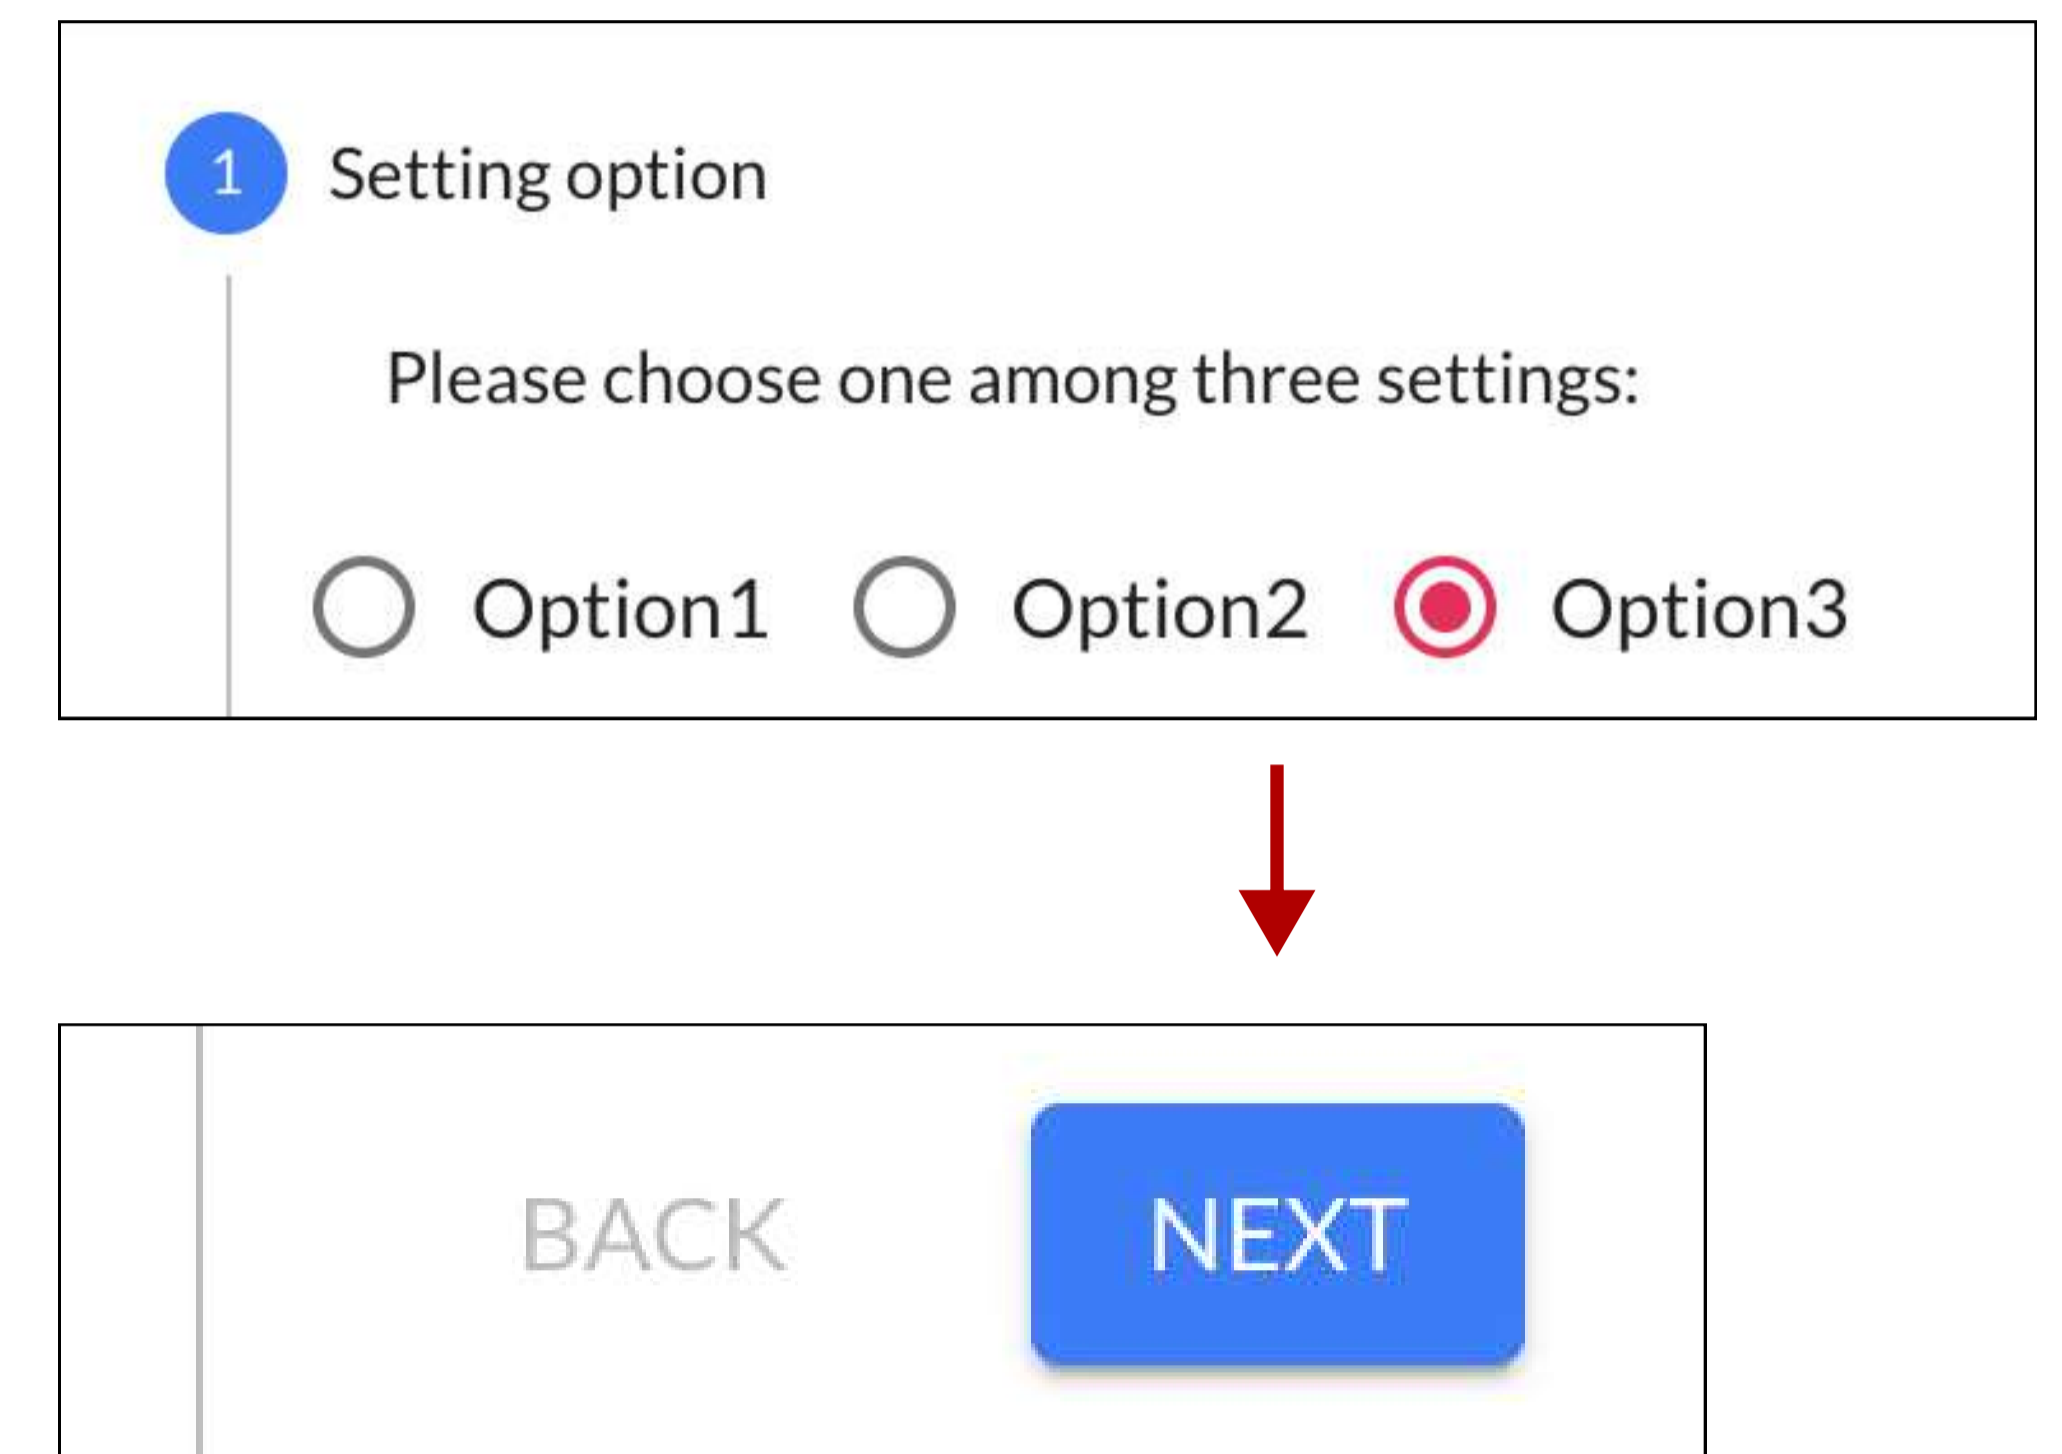 1 Setting option
Please choose one among three settings:
Option1 Option2 Option3
BACK NEXT